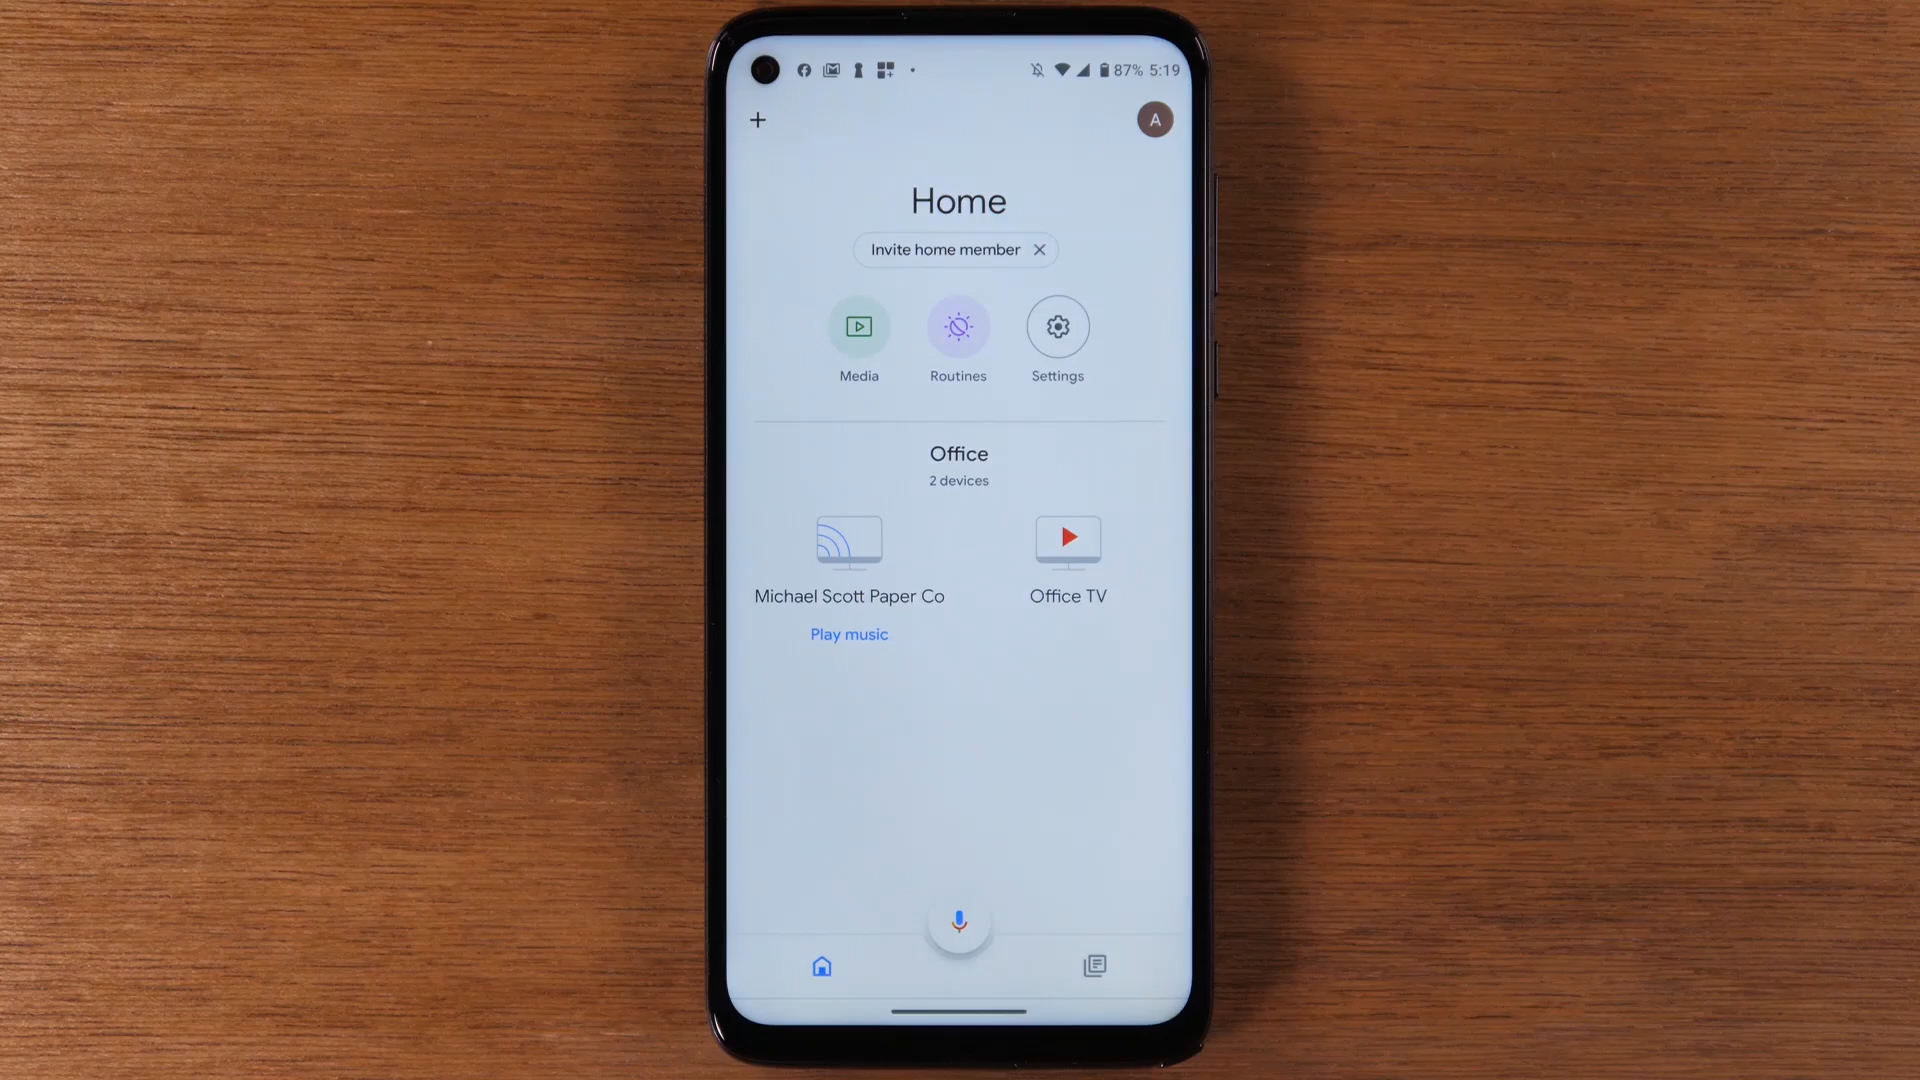 87% 5:19
A
Home
Invite home member
Media Routines Settings
Office
2 devices
Michael Scott Paper Co Office TV
Play music